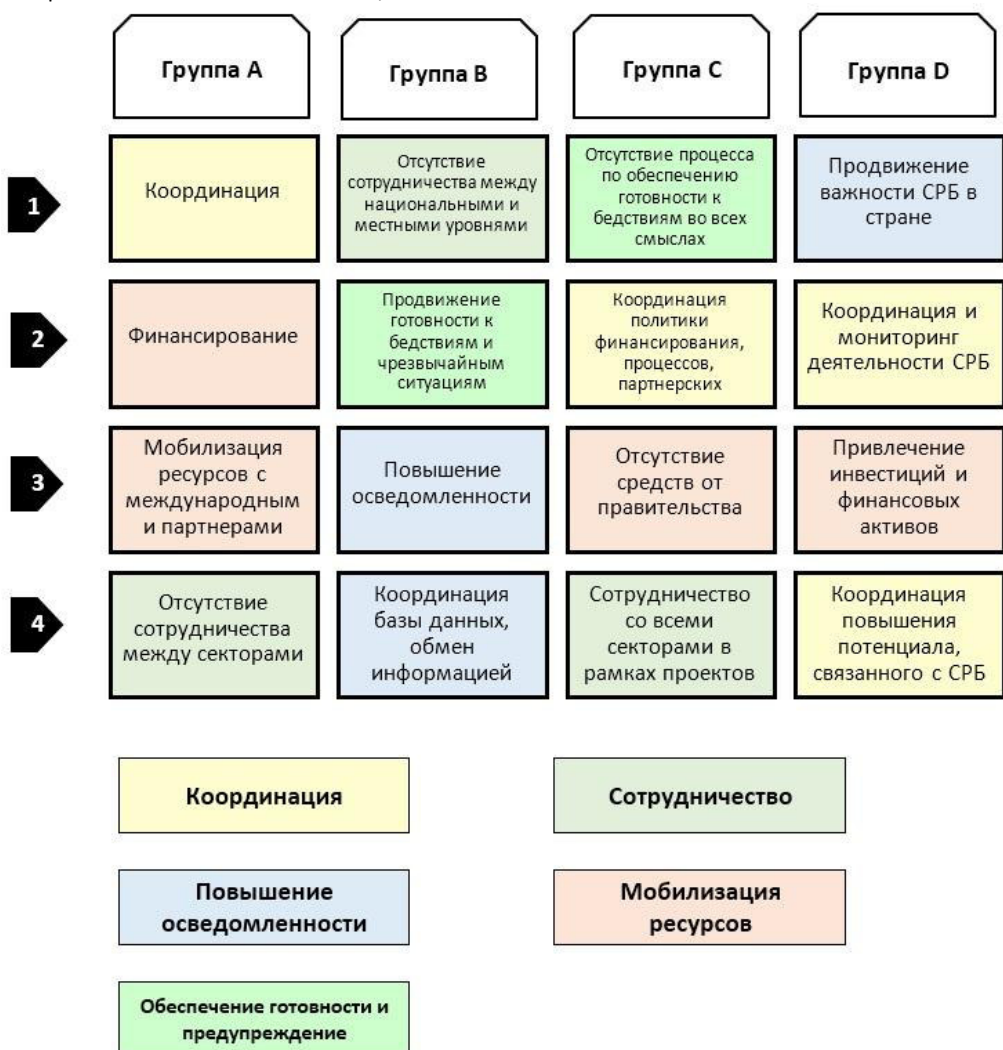 Группа A
Группа B
Группа C
Группа D
1
Координация
Отсутствие
сотрудничества между
национальными и
местными уровнями
Отсутствие процесса
по обеспечению
готовности к
бедствиям во всех
смыслах
Продвижение
важности СРБ в
стране
2
Финансирование
Продвижение
готовности к
бедствиям и
чрезвычайным
ситуациям
Координация
политики
финансирования,
процессов,
партнерских
Координация и
мониторинг
деятельности СРБ
3
Мобилизация
ресурсов с
международным
и партнерами
Повышение
осведомленности
Отсутствие
средств от
правительства
Привлечение
инвестиций и
финансовых
активов
4
Отсутствие
сотрудничества
между секторами
Координация
базы данных,
обмен
информацией
Сотрудничество
со всеми
секторами в
рамках проектов
Координация
повышения
потенциала,
связанного с СРБ
Координация
Сотрудничество
Повышение
осведомленности
Мобилизация
ресурсов
Обеспечение готовности и
предупреждение